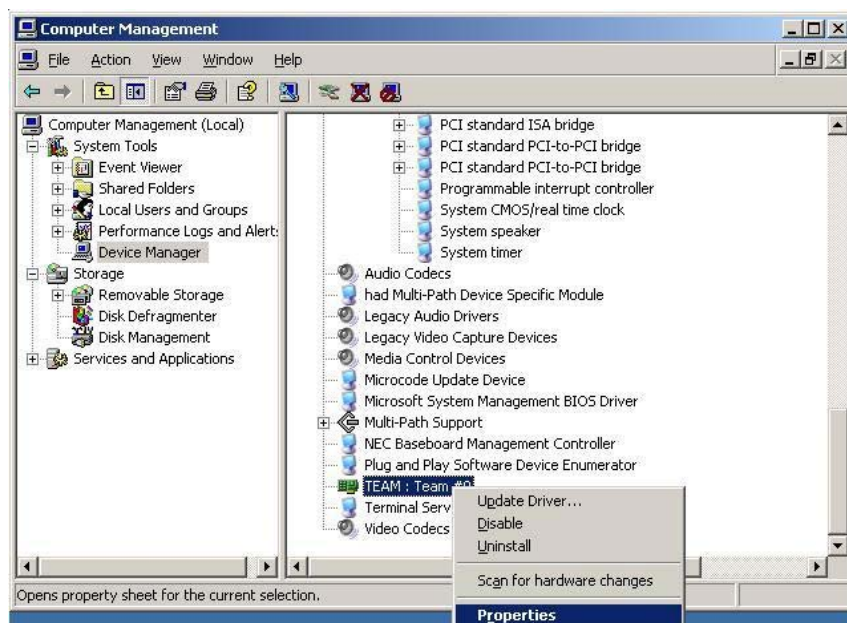 Computer Management
File Action View Window Help
Computer Management (Local)
System Tools
Event Viewer
Shared Folders
Local Users and Groups
Performance Logs and Alert
Device Manager
Storage
Removable Storage
Disk Defragmenter
Disk Management
Services and Applications
PCI standard ISA bridge
PCI standard PCI-to-PCI bridge
PCI standard PCI-to-PCI bridge
Programmable interrupt controller
System CMOS/real time clock
System speaker
System timer
Audio Codecs
had Multi-Path Device Specific Module
Legacy Audio Drivers
Legacy Video Capture Devices
Media Control Devices
Microcode Update Device
Microsoft System Management BIOS Driver
Multi-Path Support
NEC Baseboard Management Controller
Plug and Play Software Device Enumerator
TEAM : Team
Terminal Serv
Video Codecs
Update Driver...
Disable
Uninstall
Scan for hardware changes
Properties
Opens property sheet for the current selection.